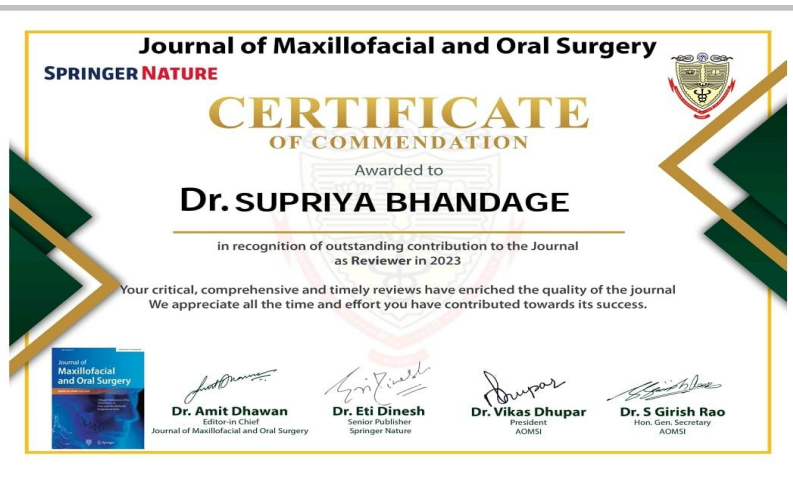 Journal of Maxillofacial and Oral Surgery
SPRINGER NATURE
CERTIFICATE
OF COMMENDATION
Awarded to
Dr. SUPRIYA BHANDAGE
in recognition of outstanding contribution to the Journal
as Reviewer in 2023
Your critical, comprehensive and timely reviews have enriched the quality of the journal
We appreciate all the time and effort you have contributed towards its success.
Journal of
Maxillofacial
and Oral Surgery
Springer
Dr. Amit Dhawan
Editor-in Chief
Journal of Maxillofacial and Oral Surgery
Dr. Eti Dinesh
Senior Publisher
Springer Nature
Dr. Vikas Dhupar
President
AOMSI
Dr. S Girish Rao
Hon. Gen. Secretary
AOMSI